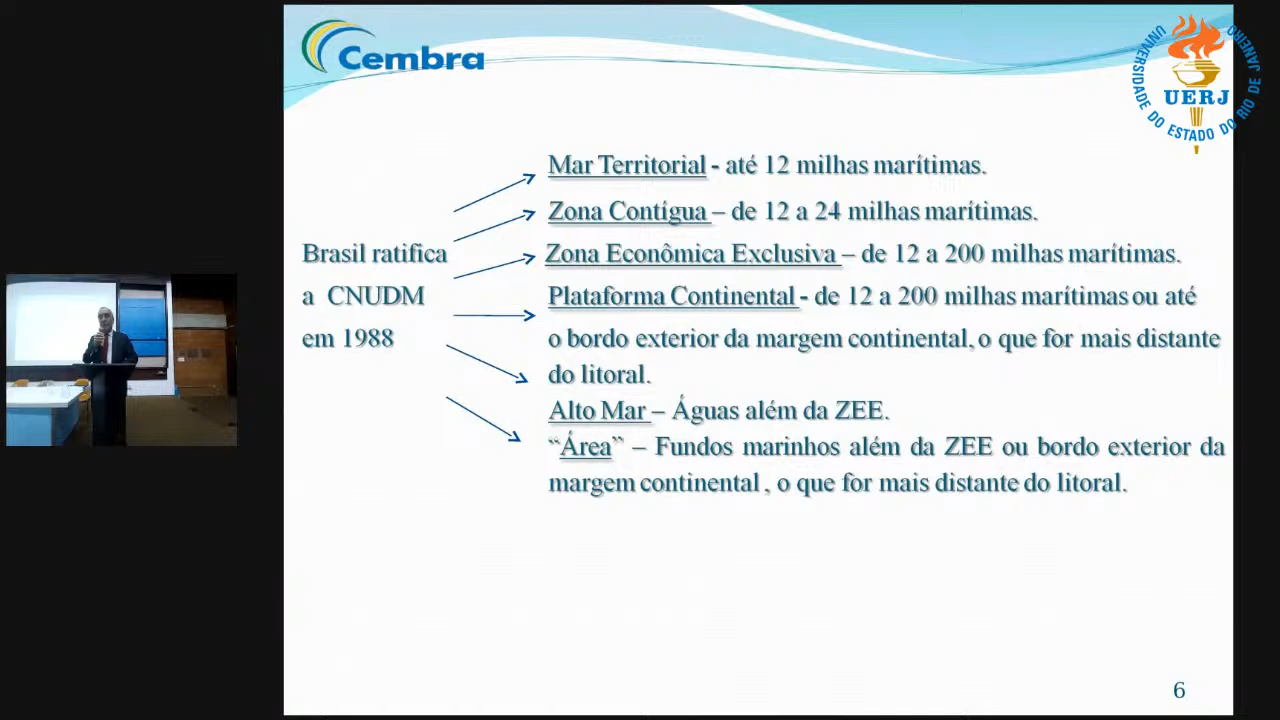 Cembra
UNIVERSIDADE DO ESTADO DO RIO DE JANEIRO
UERJ
Mar Territorial - até 12 milhas marítimas.
Zona Contígua – de 12 a 24 milhas marítimas.
Brasil ratifica
a CNUDM
em 1988
Zona Econômica Exclusiva – de 12 a 200 milhas marítimas.
Plataforma Continental - de 12 a 200 milhas marítimas ou até
o bordo exterior da margem continental, o que for mais distante
do litoral.
Alto Mar – Águas além da ZEE.
“Área” – Fundos marinhos além da ZEE ou bordo exterior da
margem continental , o que for mais distante do litoral.
6